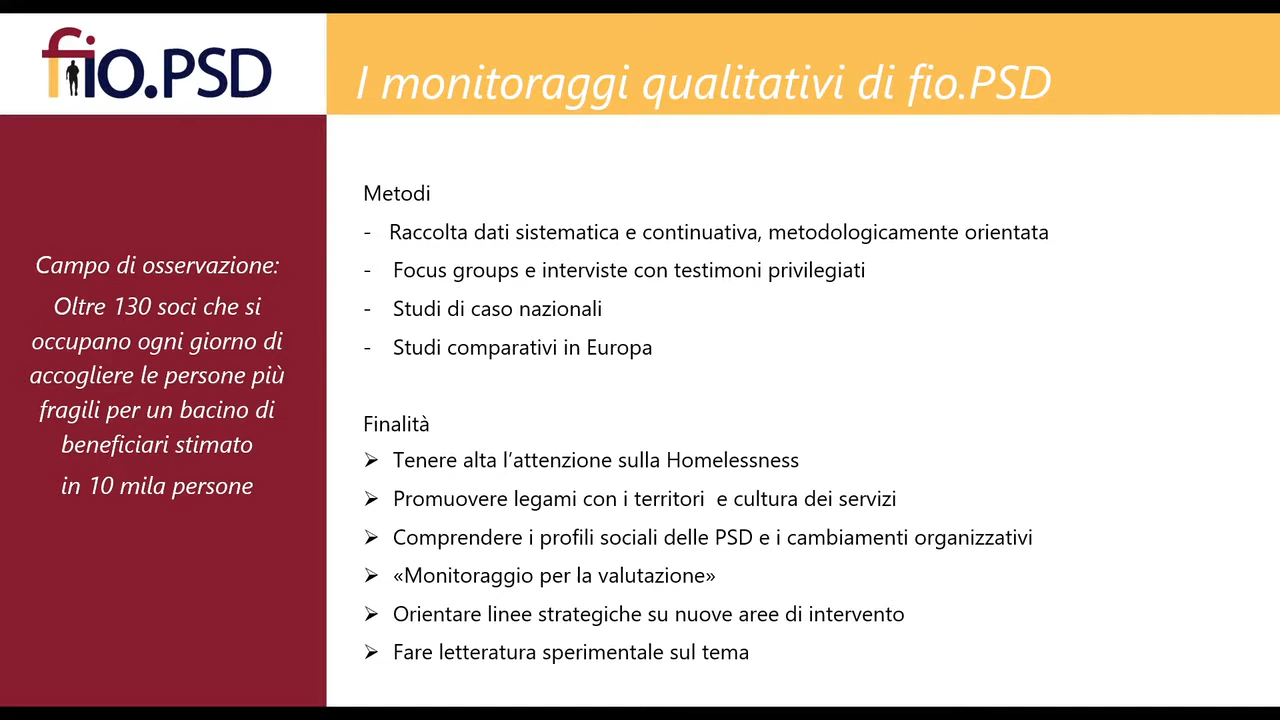 fio.PSD
I monitoraggi qualitativi di fio.PSD
Campo di osservazione:
Oltre 130 soci che si
occupano ogni giorno di
accogliere le persone più
fragili per un bacino di
beneficiari stimato
in 10 mila persone
Metodi
- Raccolta dati sistematica e continuativa, metodologicamente orientata
- Focus groups e interviste con testimoni privilegiati
- Studi di caso nazionali
- Studi comparativi in Europa
Finalità
➢ Tenere alta l’attenzione sulla Homelessness
➢ Promuovere legami con i territori e cultura dei servizi
➢ Comprendere i profili sociali delle PSD e i cambiamenti organizzativi
➢ «Monitoraggio per la valutazione»
➢ Orientare linee strategiche su nuove aree di intervento
➢ Fare letteratura sperimentale sul tema